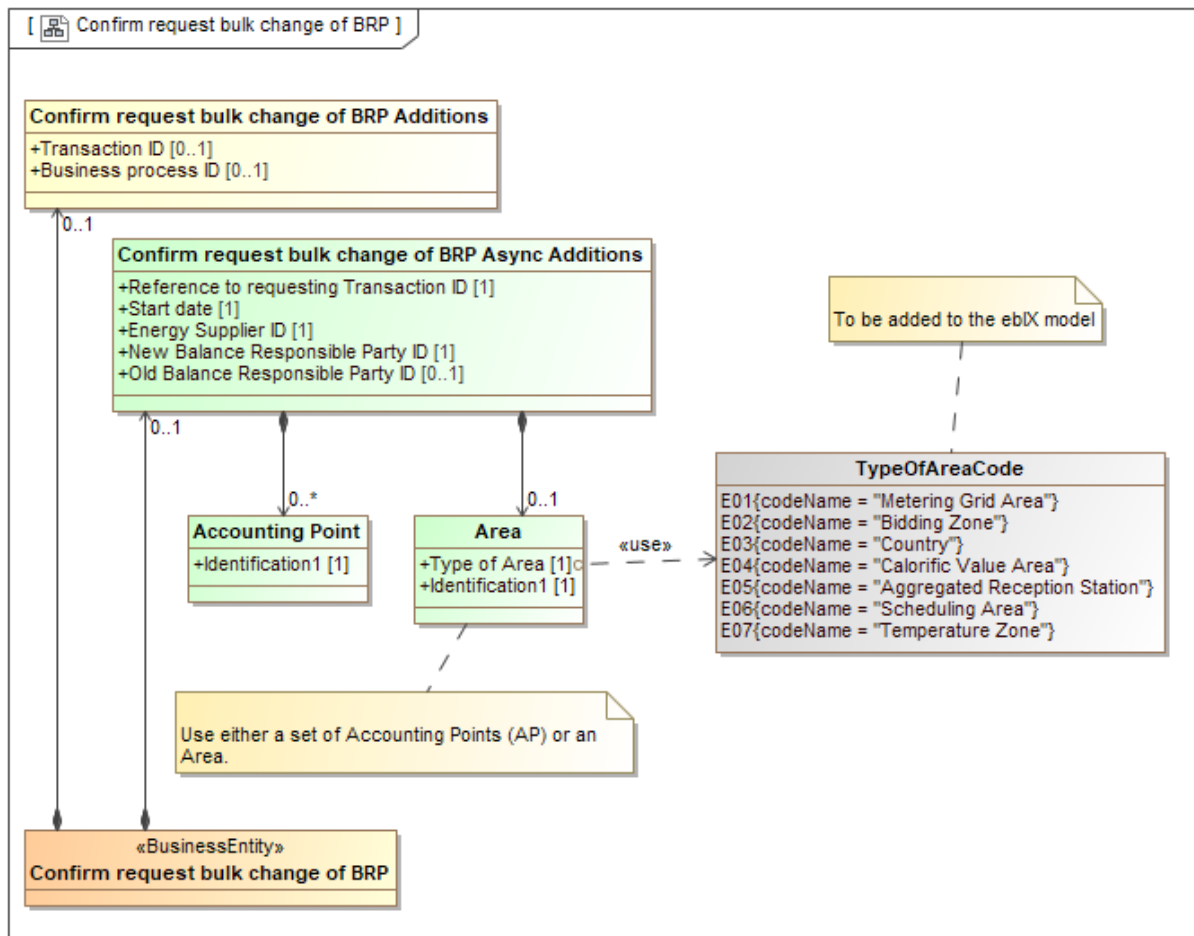 [ Confirm request bulk change of BRP ]
Confirm request bulk change of BRP Additions
+Transaction ID [0..1]
+Business process ID [0..1]
0..1
Confirm request bulk change of BRP Async Additions
+Reference to requesting Transaction ID [1]
+Start date [1]
+Energy Supplier ID [1]
+New Balance Responsible Party ID [1]
+Old Balance Responsible Party ID [0..1]
0..1
To be added to the ebIX model
0..*
0..1
Accounting Point
+Identification1 [1]
Area
+Type of Area [1]
+Identification1 [1]
«use»
TypeOfAreaCode
E01{codeName = "Metering Grid Area"}
E02{codeName = "Bidding Zone"}
E03{codeName = "Country"}
E04{codeName = "Calorific Value Area"}
E05{codeName = "Aggregated Reception Station"}
E06{codeName = "Scheduling Area"}
E07{codeName = "Temperature Zone"}
Use either a set of Accounting Points (AP) or an
Area.
«BusinessEntity»
Confirm request bulk change of BRP